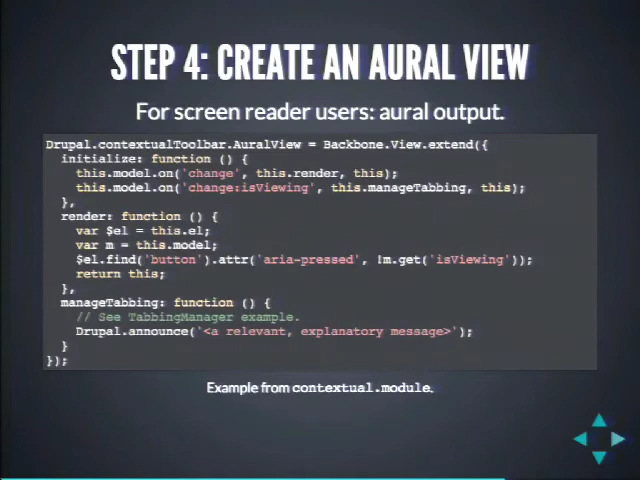 STEP 4: CREATE AN AURAL VIEW
For screen reader users: aural output.
Drupal.contextualToolbar.AuralView = Backbone.View.extend({
  initialize: function () {
    this.model.on('change', this.render, this);
    this.model.on('change:isViewing', this.manageTabbing, this);
  },
  render: function () {
    var $el = this.el;
    var m = this.model;
    $el.find('button').attr('aria-pressed', !m.get('isViewing'));
    return this;
  },
  manageTabbing: function () {
    // See TabbingManager example.
    Drupal.announce('<a relevant, explanatory message>');
  }
});
Example from contextual.module.